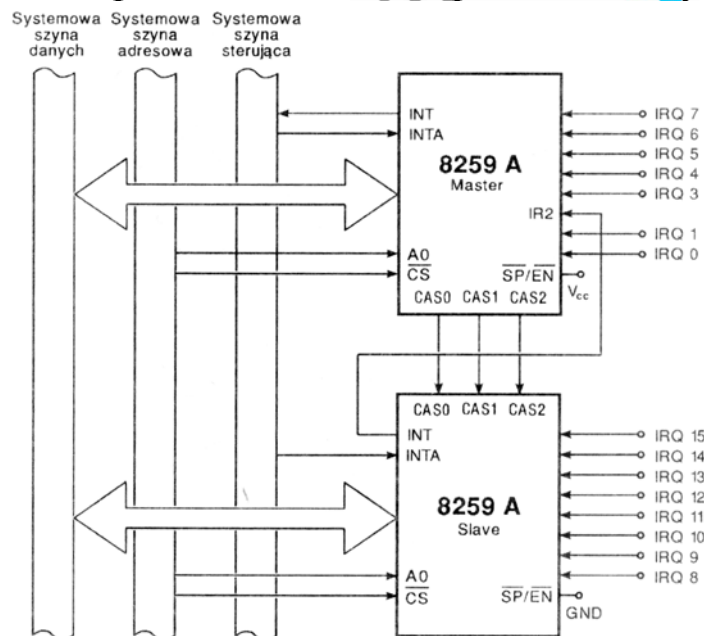 Systemowa szyna danych
Systemowa szyna adresowa
Systemowa szyna sterująca
INT
INTA
8259 A
Master
IR2
A0
CS
SP/EN
CAS0 CAS1 CAS2
Vcc
IRQ 7
IRQ 6
IRQ 5
IRQ 4
IRQ 3
IRQ 1
IRQ 0
CAS0 CAS1 CAS2
INT
INTA
8259 A
Slave
A0
CS
SP/EN
GND
IRQ 15
IRQ 14
IRQ 13
IRQ 12
IRQ 11
IRQ 10
IRQ 9
IRQ 8